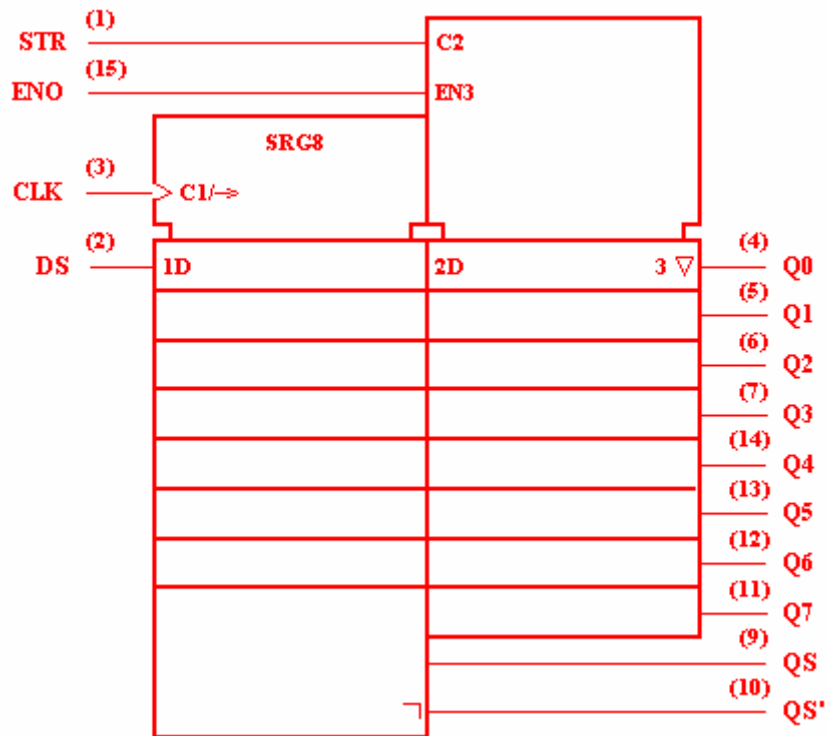 (1)
STR C2
(15)
ENO EN3
SRG8
(3)
CLK C1/->
(2) (4)
DS 1D 2D 3 ▽ Q0
(5)
Q1
(6)
Q2
(7)
Q3
(14)
Q4
(13)
Q5
(12)
Q6
(11)
Q7
(9)
QS
(10)
QS'